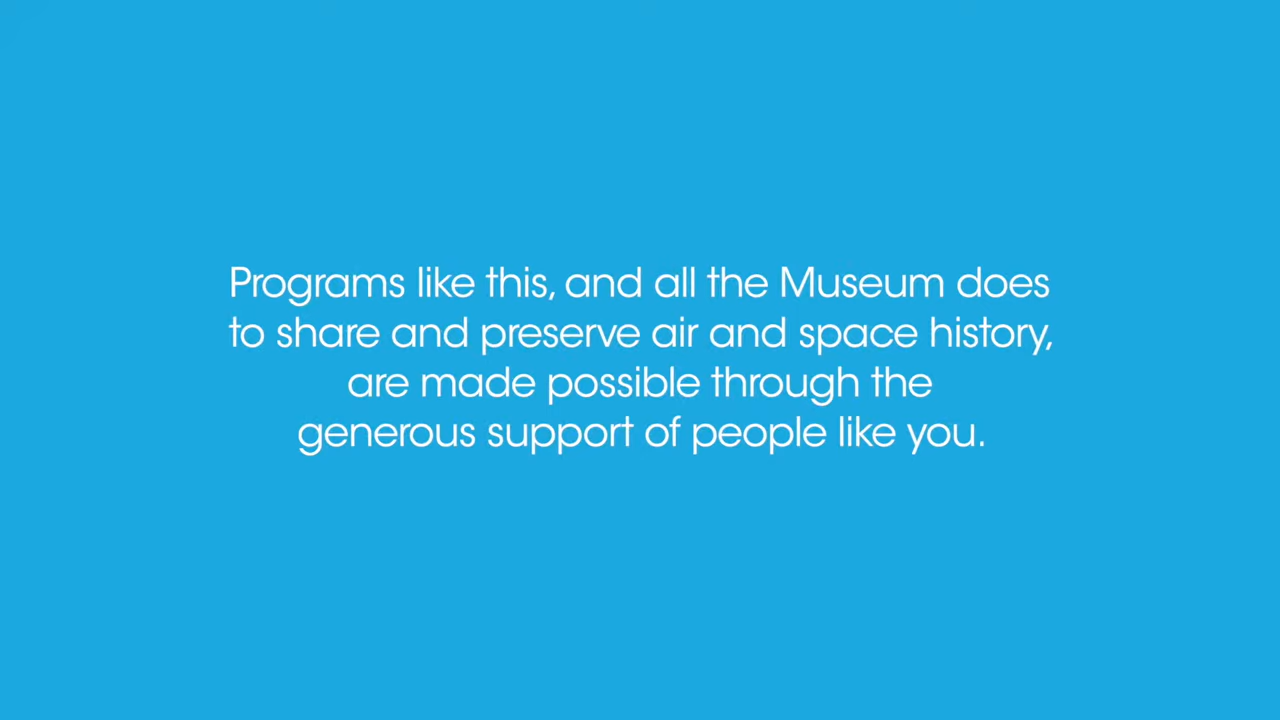 Programs like this, and all the Museum does
to share and preserve air and space history,
are made possible through the
generous support of people like you.